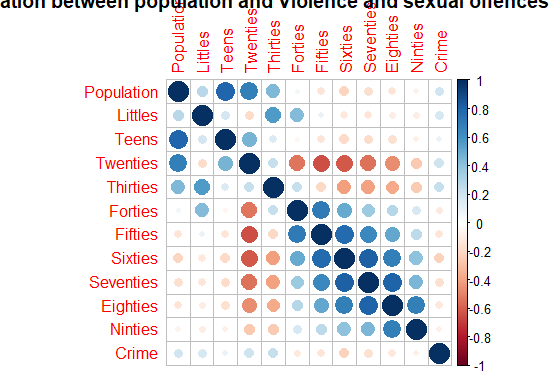 ation between population and Violence and sexual offences
Population Littles Teens Twenties Thirties Forties Fifties Sixties Seventies Eighties Ninties Crime
Population
Littles
Teens
Twenties
Thirties
Forties
Fifties
Sixties
Seventies
Eighties
Ninties
Crime
1
0.8
0.6
0.4
0.2
0
-0.2
-0.4
-0.6
-0.8
-1